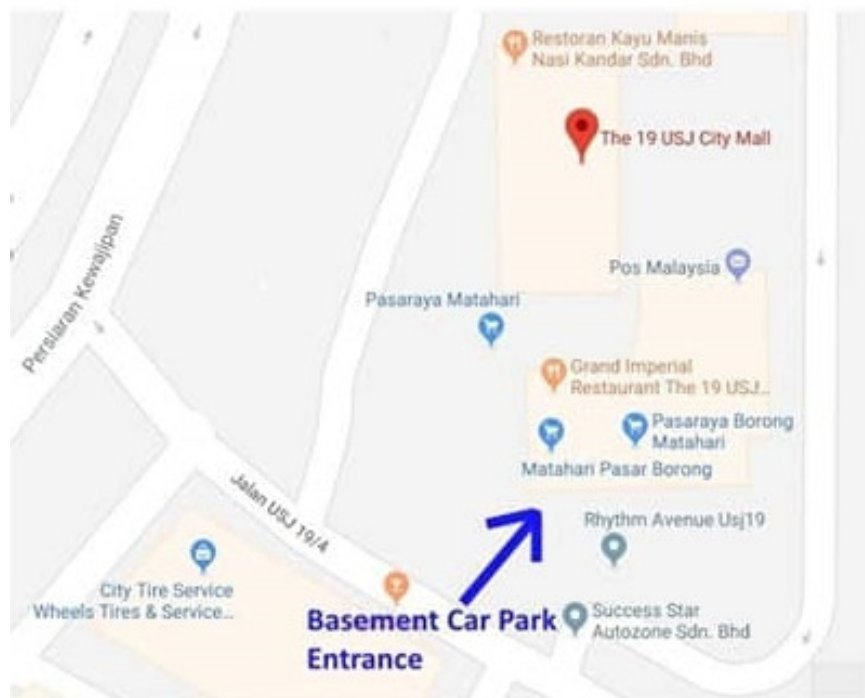 Restoran Kayu Manis
Nasi Kandar Sdn. Bhd
The 19 USJ City Mall
Pos Malaysia
Pasaraya Matahari
Persiaran Kewajipan
Grand Imperial
Restaurant The 19 USJ...
Pasaraya Borong
Matahari
Matahari Pasar Borong
Jalan USJ 19/4
Rhythm Avenue Usj19
City Tire Service
Wheels Tires & Service...
Basement Car Park
Entrance
Success Star
Autozone Sdn. Bhd